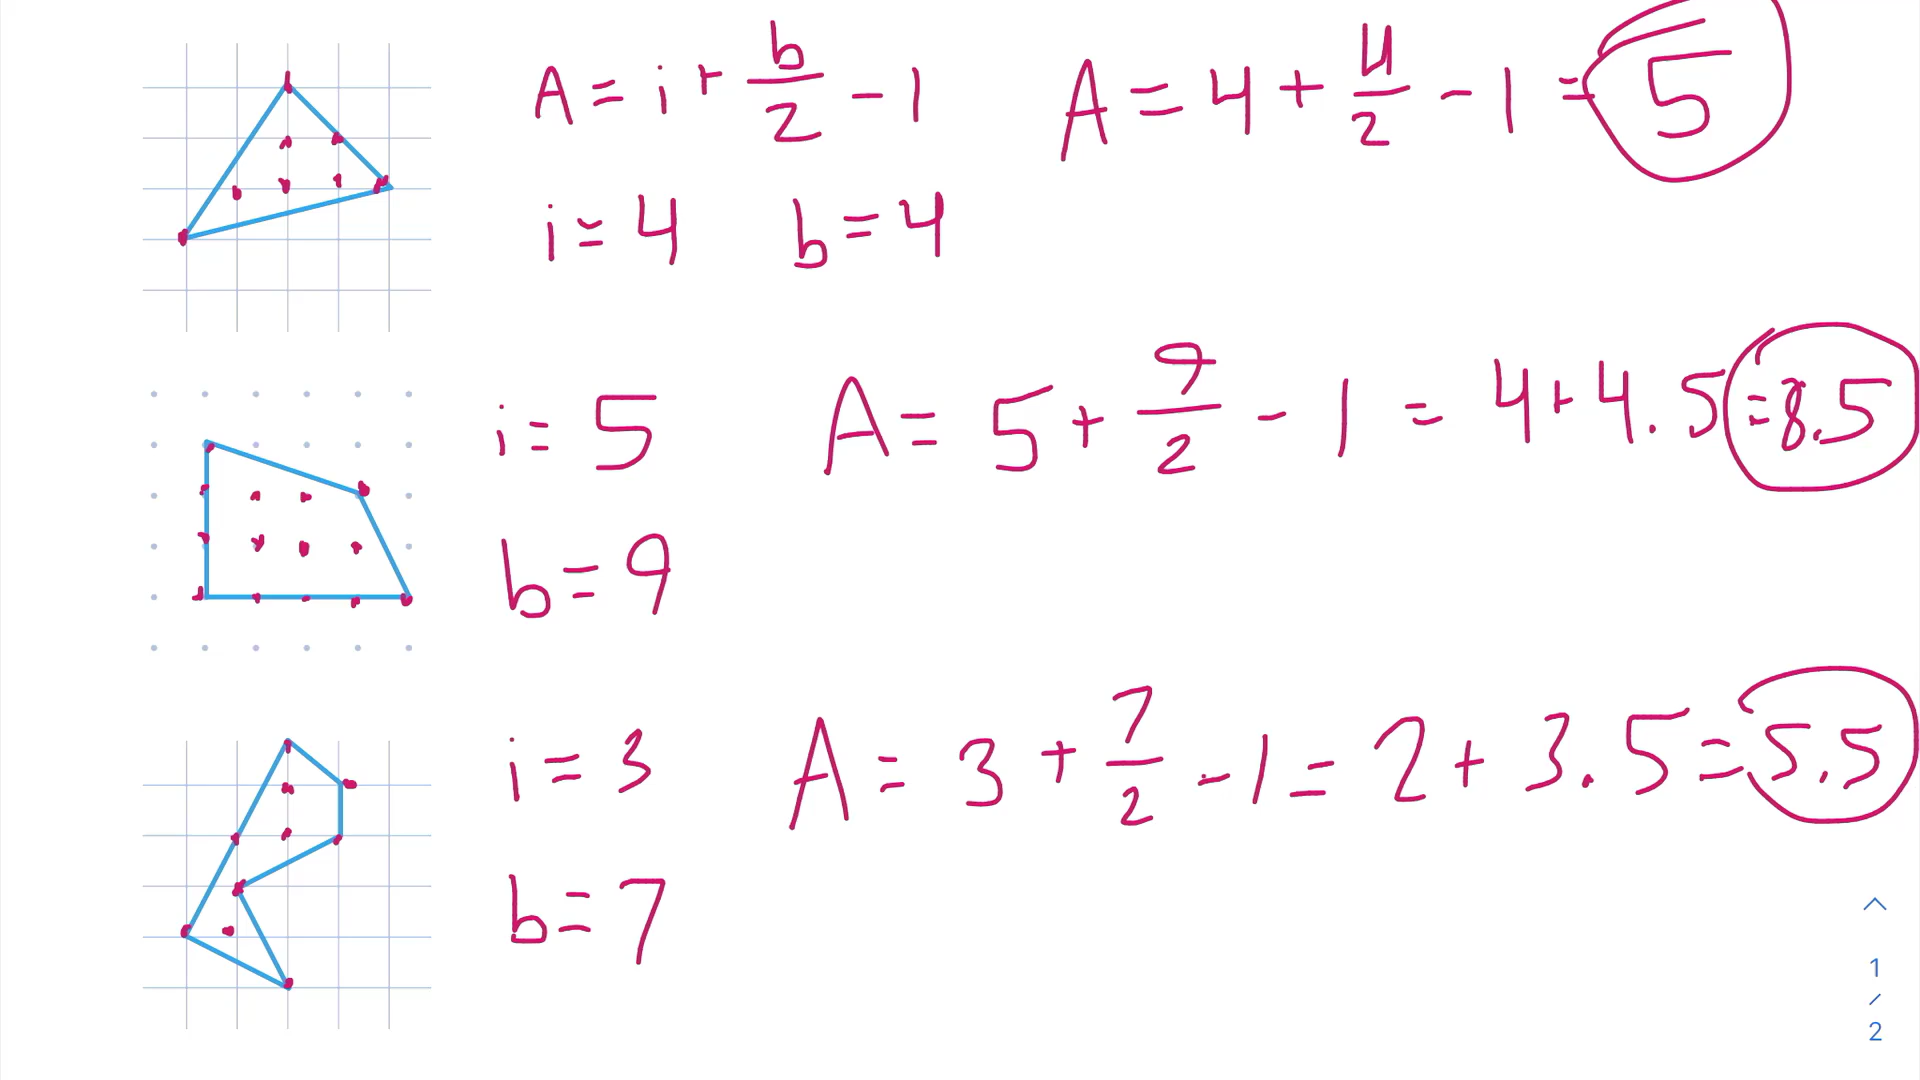 A = i + b/2 - 1
A = 4 + 4/2 - 1 = 5
i = 4 b = 4
i = 5
A = 5 + 9/2 - 1 = 4 + 4.5 = 8.5
b = 9
i = 3
A = 3 + 7/2 - 1 = 2 + 3.5 = 5.5
b = 7
1
/
2